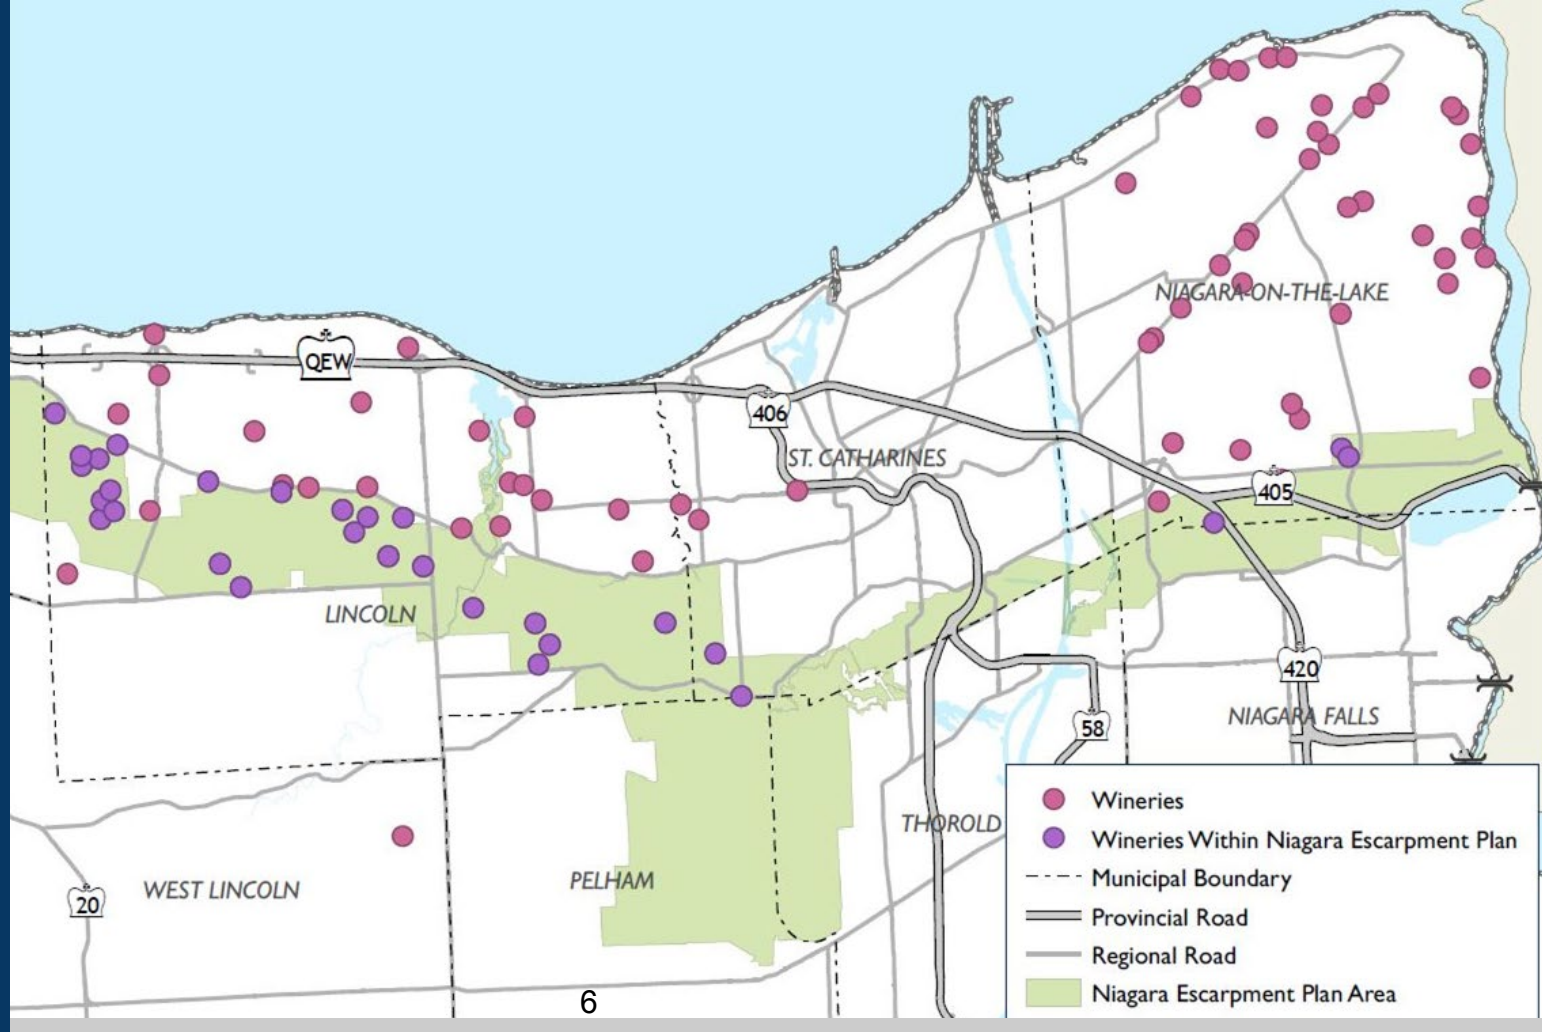 NIAGARA-ON-THE-LAKE
QEW
406
ST. CATHARINES
405
LINCOLN
420
58
NIAGARA FALLS
Wineries
THOROLD
Wineries Within Niagara Escarpment Plan
Municipal Boundary
WEST LINCOLN
PELHAM
20
Provincial Road
Regional Road
Niagara Escarpment Plan Area
6